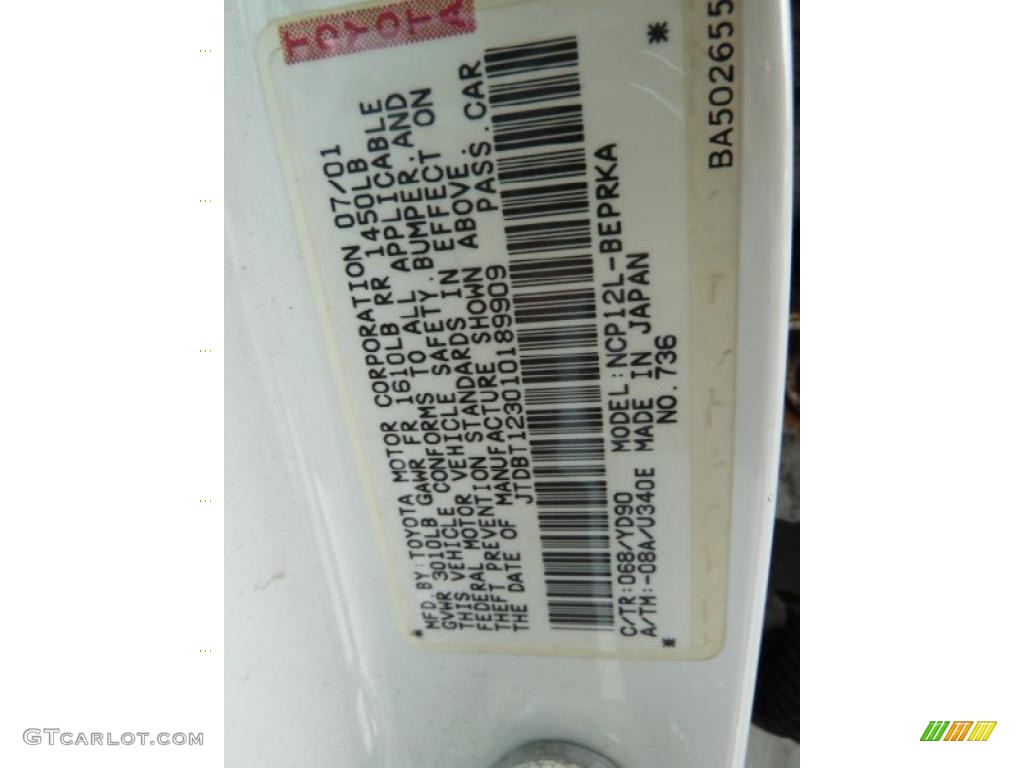 TOYOTA
MFD. BY: TOYOTA MOTOR CORPORATION 07/01
GVWR 3010LB GAWR FR 1610LB RR 1450LB
THIS VEHICLE CONFORMS TO ALL APPLICABLE
FEDERAL MOTOR VEHICLE SAFETY, BUMPER, AND
THEFT PREVENTION STANDARDS IN EFFECT ON
THE DATE OF MANUFACTURE SHOWN ABOVE.
JTDBT123010189909 PASS. CAR
C/TR: 068/YD90 MODEL: NCP12L-BEPRKA
A/TM: -08A/U340E MADE IN JAPAN
NO. 736
BA502655
GTCARLOT.COM